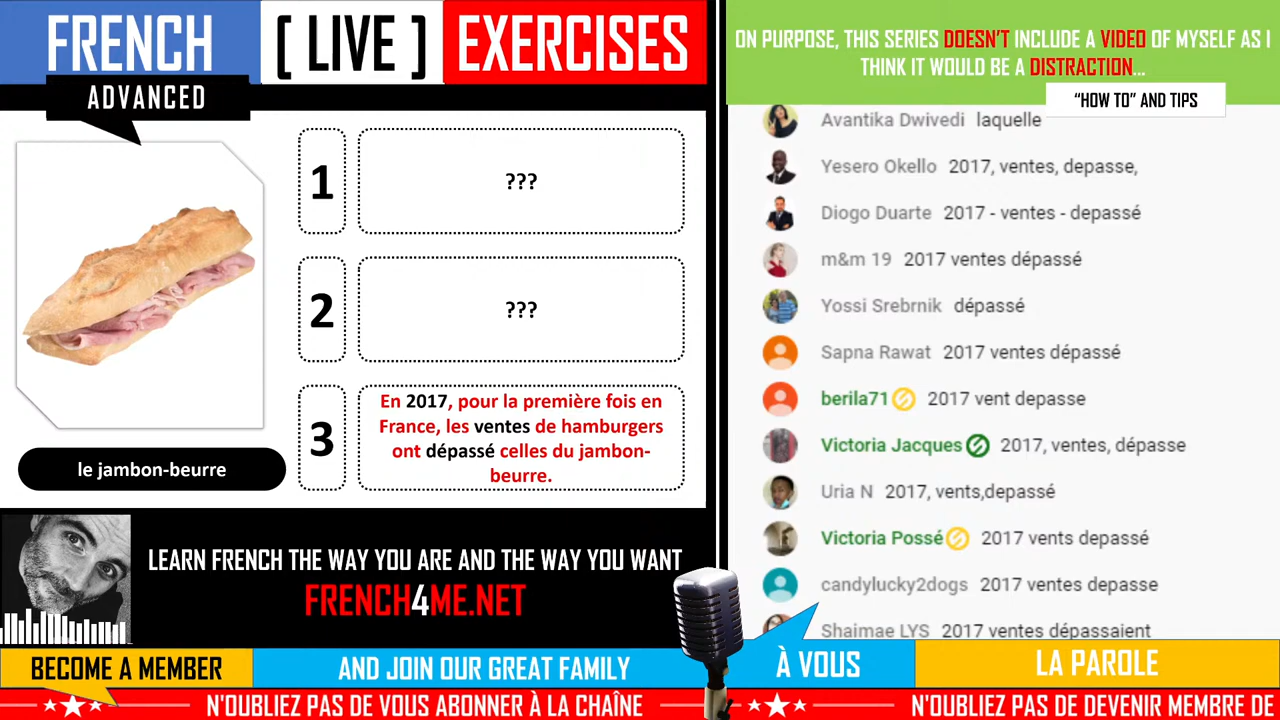 FRENCH
[ LIVE ]
EXERCISES
ADVANCED
1
???
2
???
3
En 2017, pour la première fois en
France, les ventes de hamburgers
ont dépassé celles du jambon-
beurre.
le jambon-beurre
LEARN FRENCH THE WAY YOU ARE AND THE WAY YOU WANT
FRENCH4ME.NET
BECOME A MEMBER
AND JOIN OUR GREAT FAMILY
N'OUBLIEZ PAS DE VOUS ABONNER À LA CHAÎNE
ON PURPOSE, THIS SERIES DOESN'T INCLUDE A VIDEO OF MYSELF AS I
THINK IT WOULD BE A DISTRACTION...
"HOW TO" AND TIPS
Avantika Dwivedi laquelle
Yesero Okello 2017, ventes, depasse,
Diogo Duarte 2017 - ventes - depassé
m&m 19 2017 ventes dépassé
Yossi Srebrnik dépassé
Sapna Rawat 2017 ventes dépassé
berila71 2017 vent depasse
Victoria Jacques 2017, ventes, dépasse
Uria N 2017, vents,depassé
Victoria Possé 2017 vents depassé
candylucky2dogs 2017 ventes depasse
Shaimae LYS 2017 ventes dépassaient
À VOUS
LA PAROLE
N'OUBLIEZ PAS DE DEVENIR MEMBRE DE